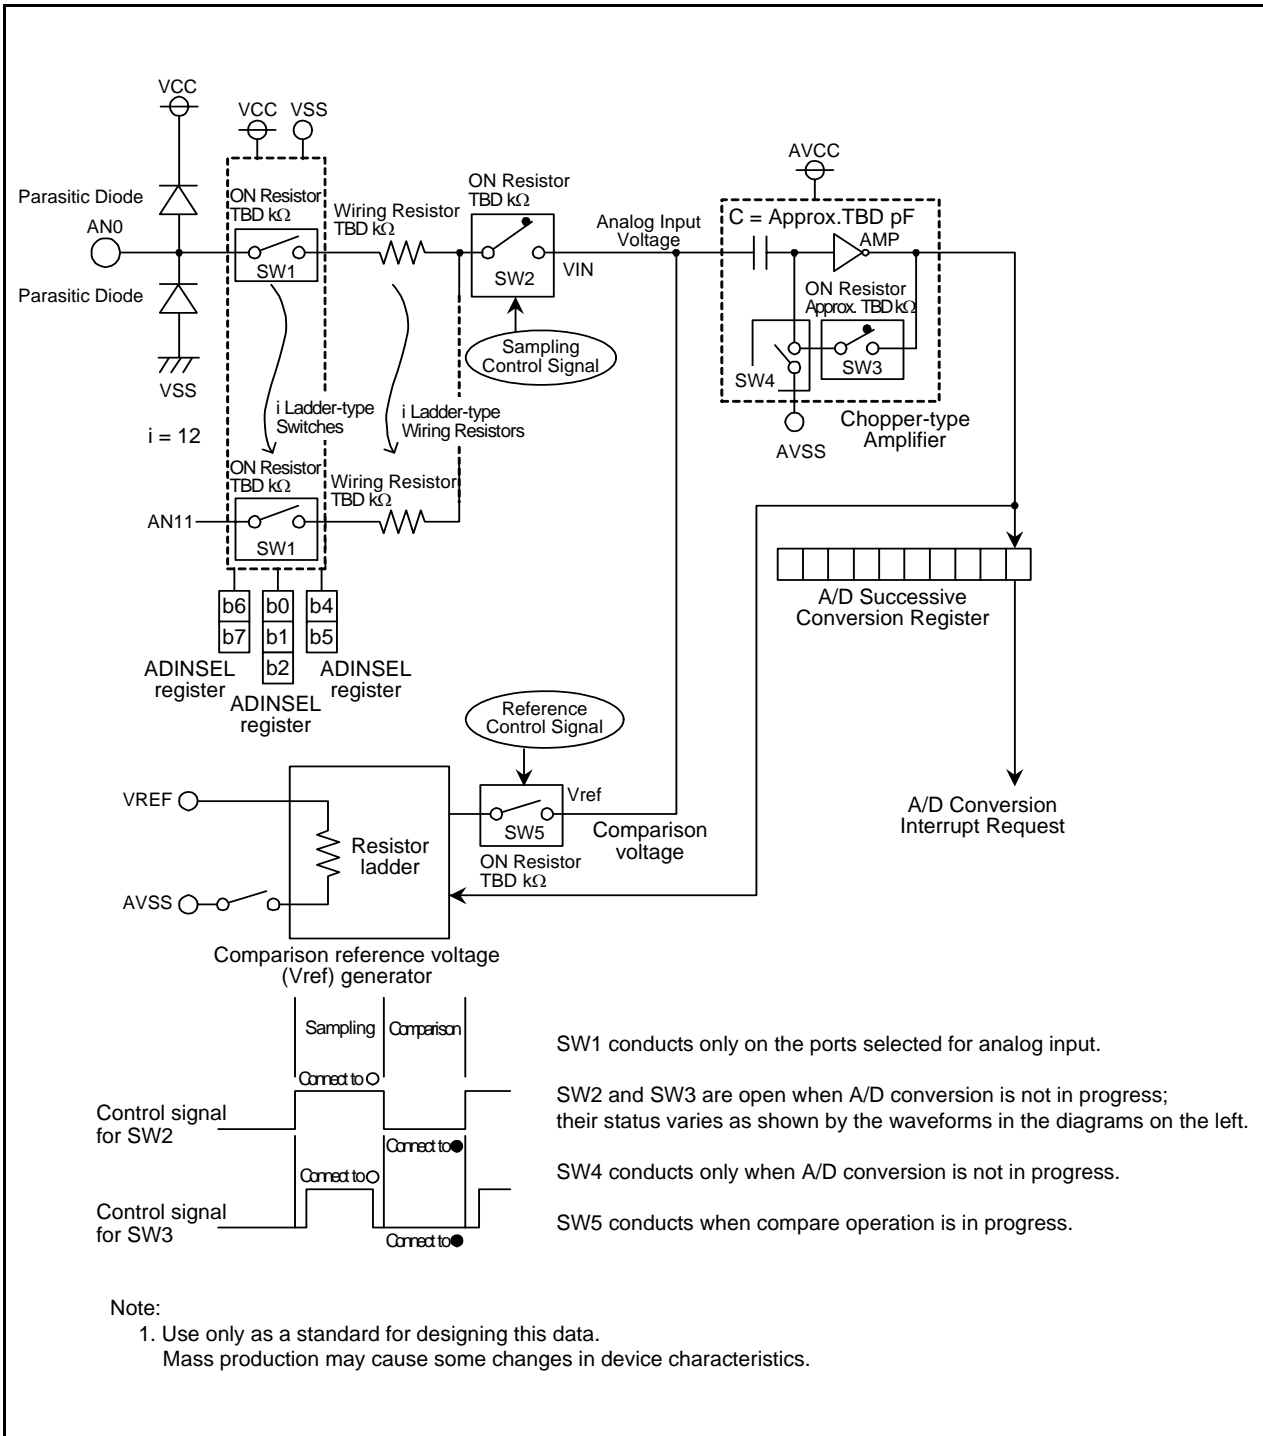 VCC
VCC VSS
Parasitic Diode
AN0
Parasitic Diode
VSS
i = 12
ON Resistor
TBD kΩ
SW1
Wiring Resistor
TBD kΩ
ON Resistor
TBD kΩ
SW2
VIN
Sampling
Control Signal
Analog Input
Voltage
AVCC
C = Approx.TBD pF
AMP
ON Resistor
Approx. TBD kΩ
SW3
SW4
AVSS
Chopper-type
Amplifier
i Ladder-type
Switches
i Ladder-type
Wiring Resistors
ON Resistor
TBD kΩ
Wiring Resistor
TBD kΩ
AN11
SW1
b6
b7
b0
b1
b2
b4
b5
ADINSEL
register
ADINSEL
register
ADINSEL
register
A/D Successive
Conversion Register
A/D Conversion
Interrupt Request
Reference
Control Signal
VREF
AVSS
Resistor
ladder
Vref
SW5
ON Resistor
TBD kΩ
Comparison
voltage
Comparison reference voltage
(Vref) generator
Sampling Comparison
Connect to
Control signal
for SW2
Connect to
Connect to
Control signal
for SW3
Connect to
SW1 conducts only on the ports selected for analog input.
SW2 and SW3 are open when A/D conversion is not in progress;
their status varies as shown by the waveforms in the diagrams on the left.
SW4 conducts only when A/D conversion is not in progress.
SW5 conducts when compare operation is in progress.
Note:
1. Use only as a standard for designing this data.
Mass production may cause some changes in device characteristics.